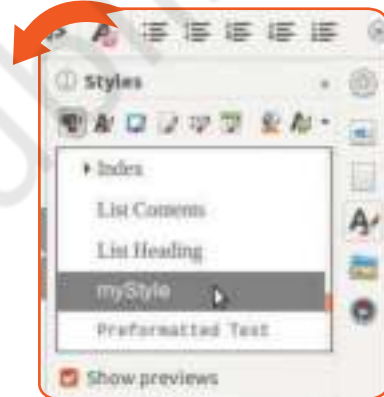 Styles
Index
List Contents
List Heading
myStyle
Preformatted Text
Show previews